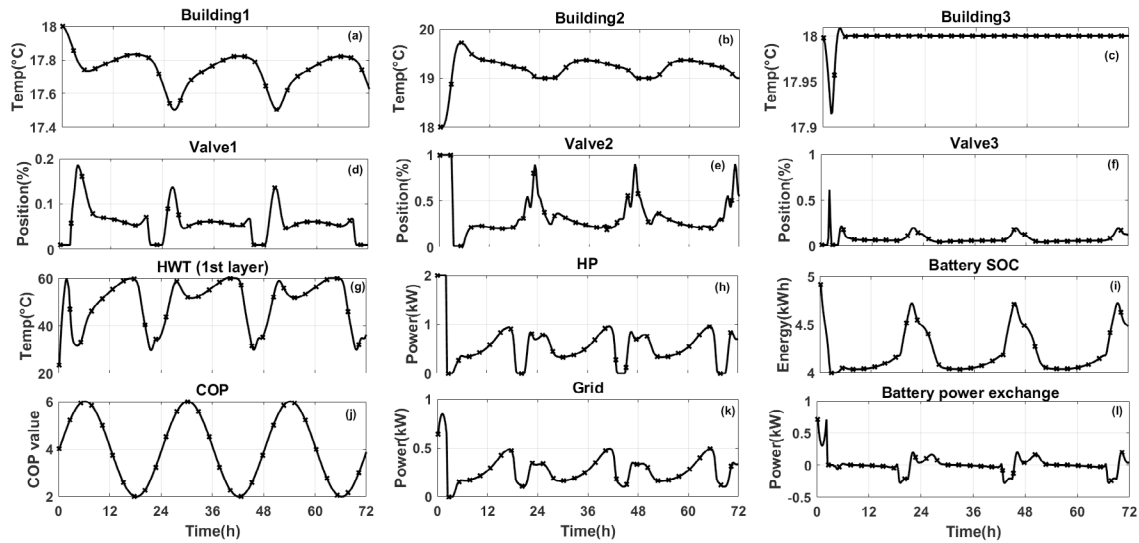 Building1
Building2
Building3
Temp(°C)
18
17.8
17.6
17.4
(a)
Temp(°C)
20
19
18
(b)
Temp(°C)
18
17.95
17.9
(c)
Valve1
Valve2
Valve3
Position(%)
0.2
0.1
0
(d)
Position(%)
1
0.5
0
(e)
Position(%)
1
0.5
0
(f)
HWT (1st layer)
HP
Battery SOC
Temp(°C)
60
40
20
(g)
Power(kW)
2
1
0
(h)
Energy(kWh)
5
4.5
4
(i)
COP
Grid
Battery power exchange
COP value
6
4
2
(j)
Power(kW)
1
0.5
0
(k)
Power(kW)
1
0.5
0
-0.5
(l)
0 12 24 36 48 60 72
0 12 24 36 48 60 72
0 12 24 36 48 60 72
Time(h)
Time(h)
Time(h)